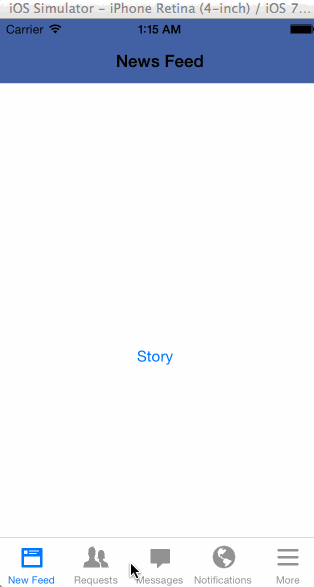 iOS Simulator – iPhone Retina (4-inch) / iOS 7...
Carrier 1:15 AM
News Feed
Story
New Feed Requests Messages Notifications More